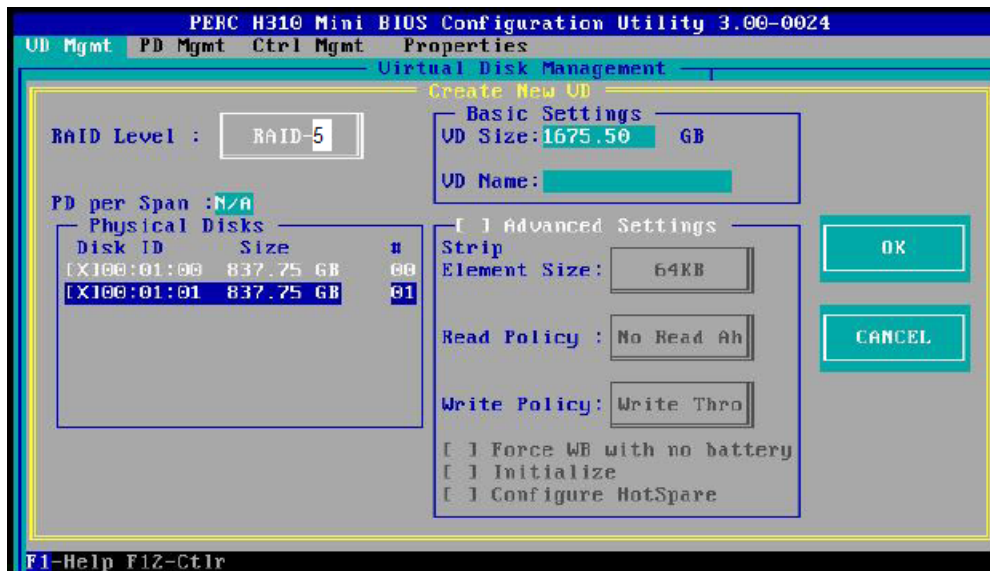 PERC H310 Mini BIOS Configuration Utility 3.00-0024
VD Mgmt PD Mgmt Ctrl Mgmt Properties
Virtual Disk Management
Create New VD
RAID Level : RAID-5
PD per Span :N/A
Physical Disks
Disk ID Size #
[X]00:01:00 837.75 GB 00
[X]00:01:01 837.75 GB 01
Basic Settings
VD Size:1675.50 GB
VD Name:
[ ] Advanced Settings
Strip
Element Size: 64KB
Read Policy : No Read Ah
Write Policy: Write Thro
[ ] Force WB with no battery
[ ] Initialize
[ ] Configure HotSpare
OK
CANCEL
F1-Help F12-Ctlr